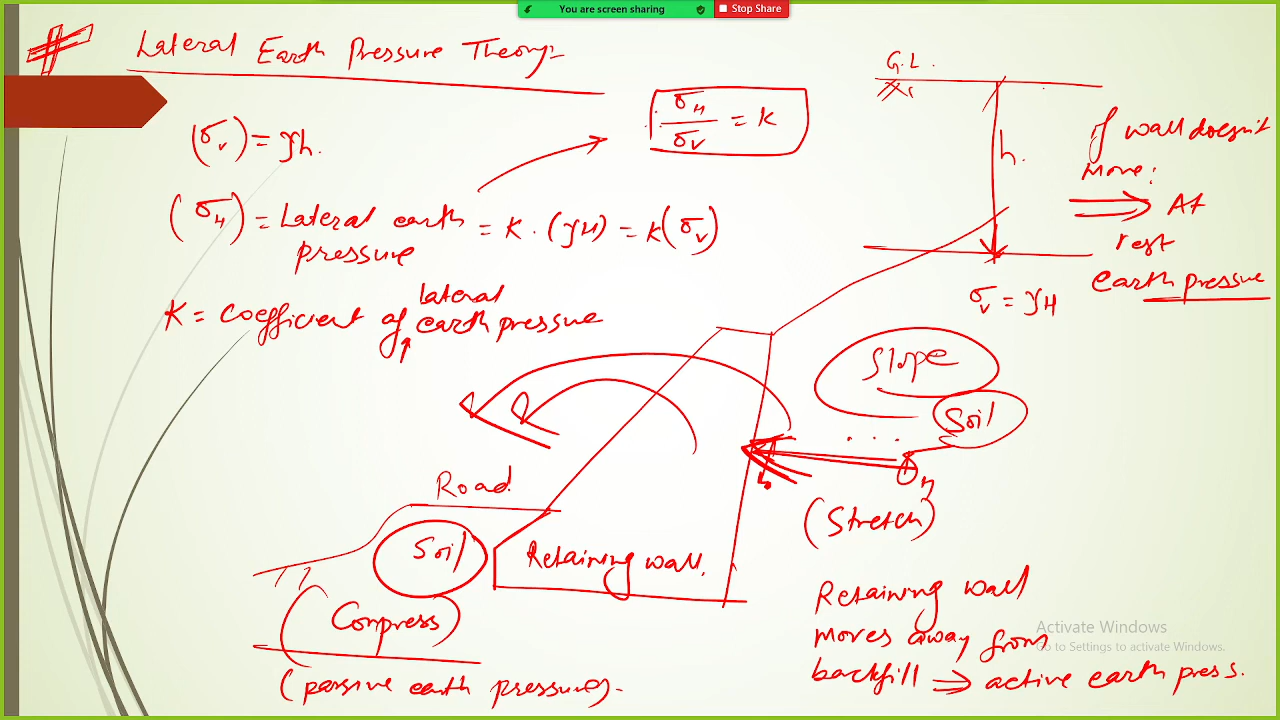 You are screen sharing
Stop Share
# Lateral Earth Pressure Theory:-
(σv) = γh.
σH / σv = K
(σH) = Lateral earth pressure = K . (γH) = K(σv)
K = coefficient of lateral earth pressure
G.L.
h.
σv = γH
if wall doesn't
move:
⇒ At
rest
earth pressure
Slope
Soil
σH
(Stretch)
Road
Soil
Retaining wall.
(Compress)
(passive earth pressure).
Retaining wall
moves away from
backfill ⇒ active earth press.
Activate Windows
Go to Settings to activate Windows.